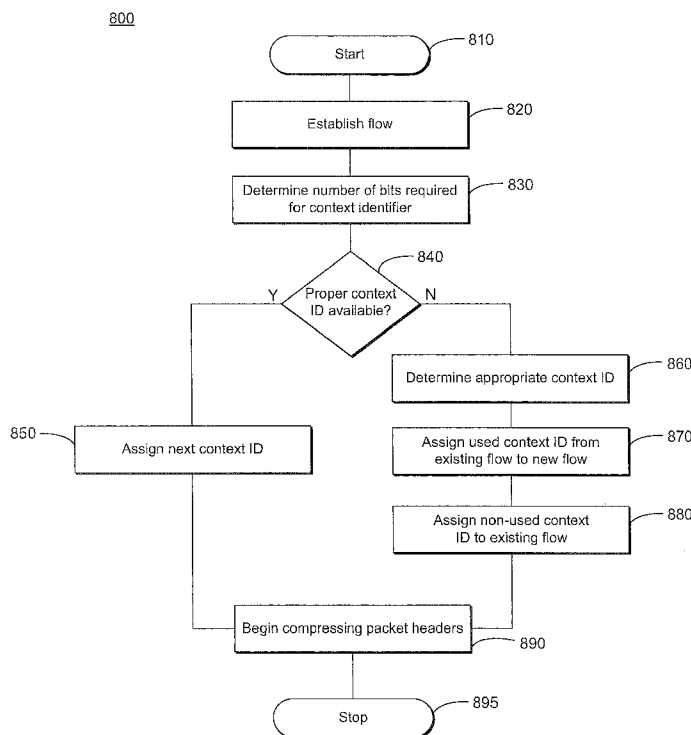 800
Start
810
Establish flow
820
Determine number of bits required
for context identifier
830
840
Proper context
ID available?
Y
N
Determine appropriate context ID
860
850
Assign next context ID
Assign used context ID from
existing flow to new flow
870
Assign non-used context
ID to existing flow
880
Begin compressing packet headers
890
Stop
895